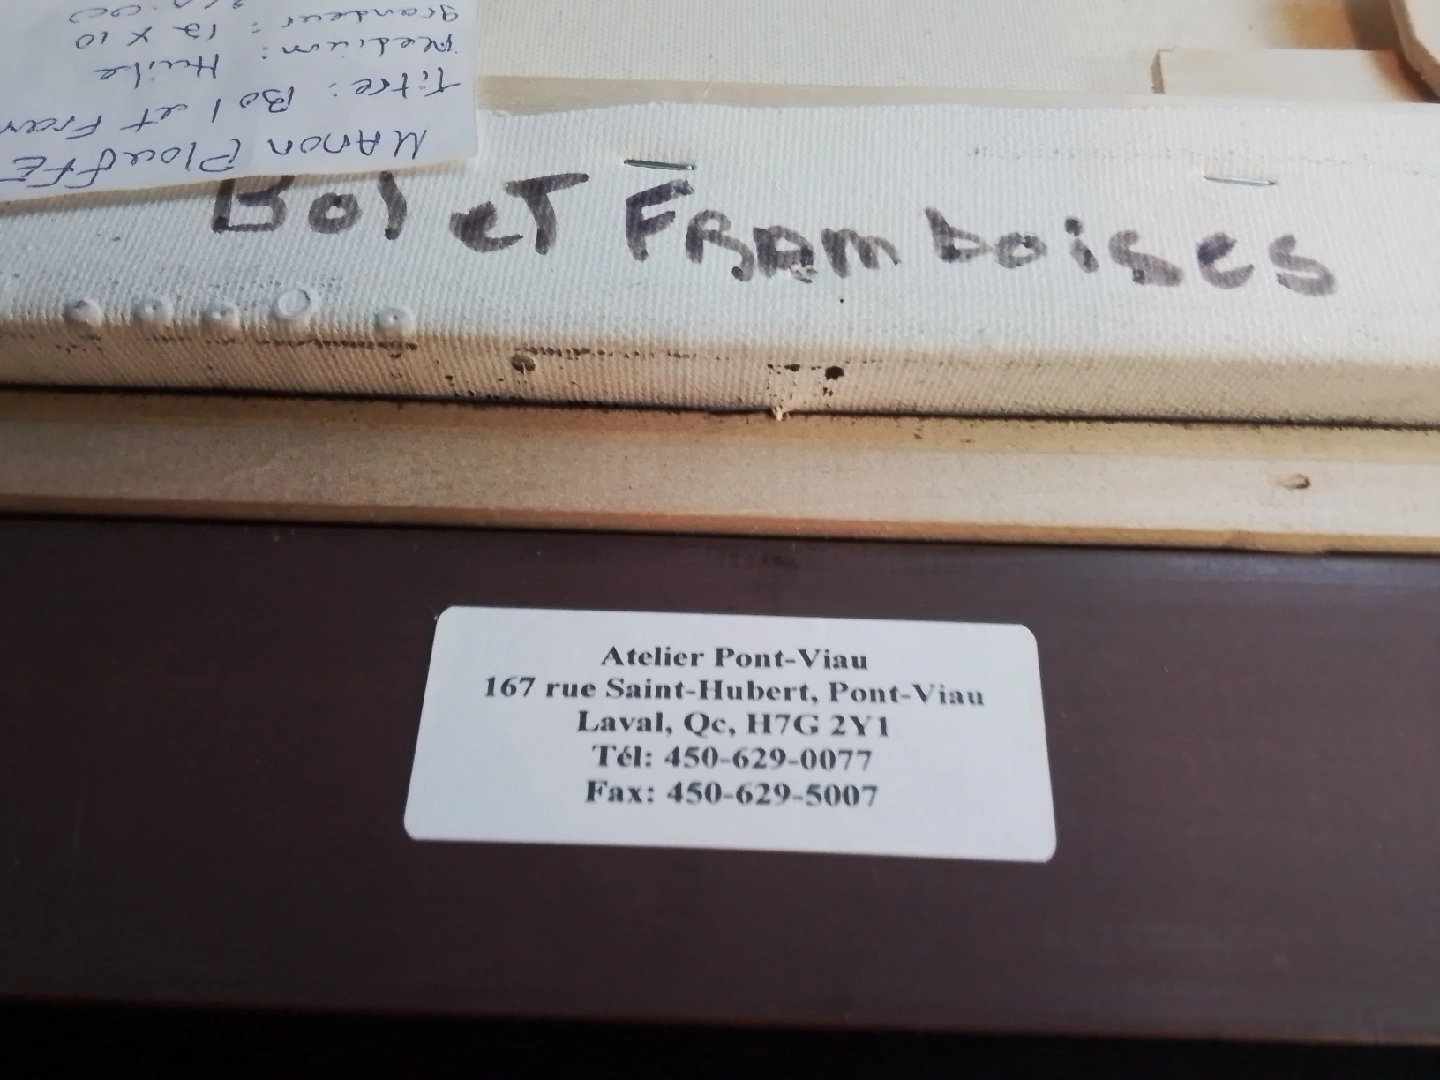 MANON PlouffE
Titre: Bol et Fram
medium: Huile
grandeur: 12 x 10
Bol eT FRAmboises
Atelier Pont-Viau
167 rue Saint-Hubert, Pont-Viau
Laval, Qc, H7G 2Y1
Tél: 450-629-0077
Fax: 450-629-5007